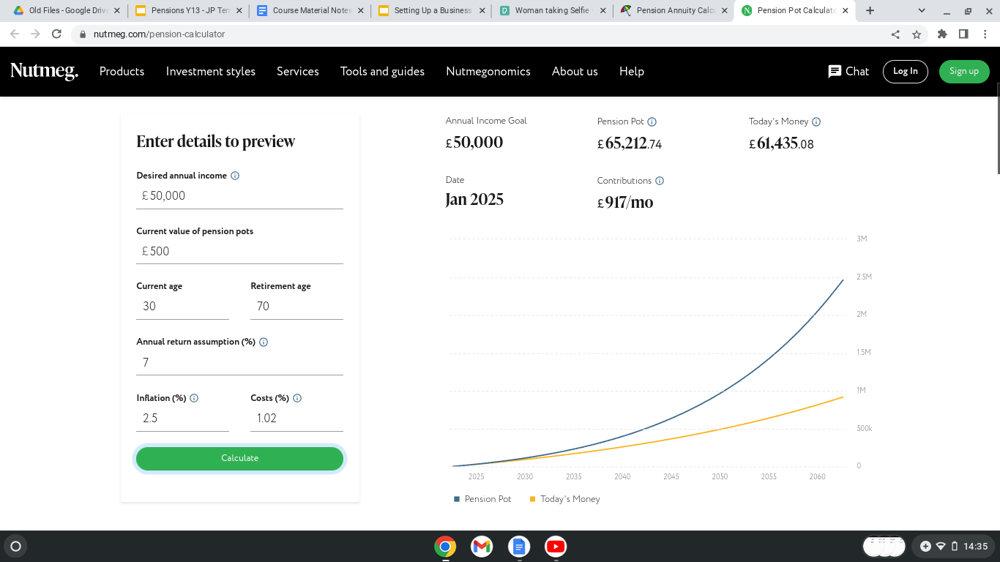 Old Files - Google Drive
Pensions Y13 - JP Tem
Course Material Notes
Setting Up a Business
Woman taking Selfie
Pension Annuity Calcu
Pension Pot Calculato
nutmeg.com/pension-calculator
Nutmeg.
Products
Investment styles
Services
Tools and guides
Nutmegonomics
About us
Help
Chat
Log In
Sign up
Enter details to preview
Desired annual income
£50,000
Current value of pension pots
£500
Current age
Retirement age
30
70
Annual return assumption (%)
7
Inflation (%)
Costs (%)
2.5
1.02
Calculate
Annual Income Goal
£50,000
Pension Pot
£65,212.74
Today's Money
£61,435.08
Date
Jan 2025
Contributions
£917/mo
3M
2.5M
2M
1.5M
1M
500k
0
2025
2030
2035
2040
2045
2050
2055
2060
Pension Pot
Today's Money
14:35